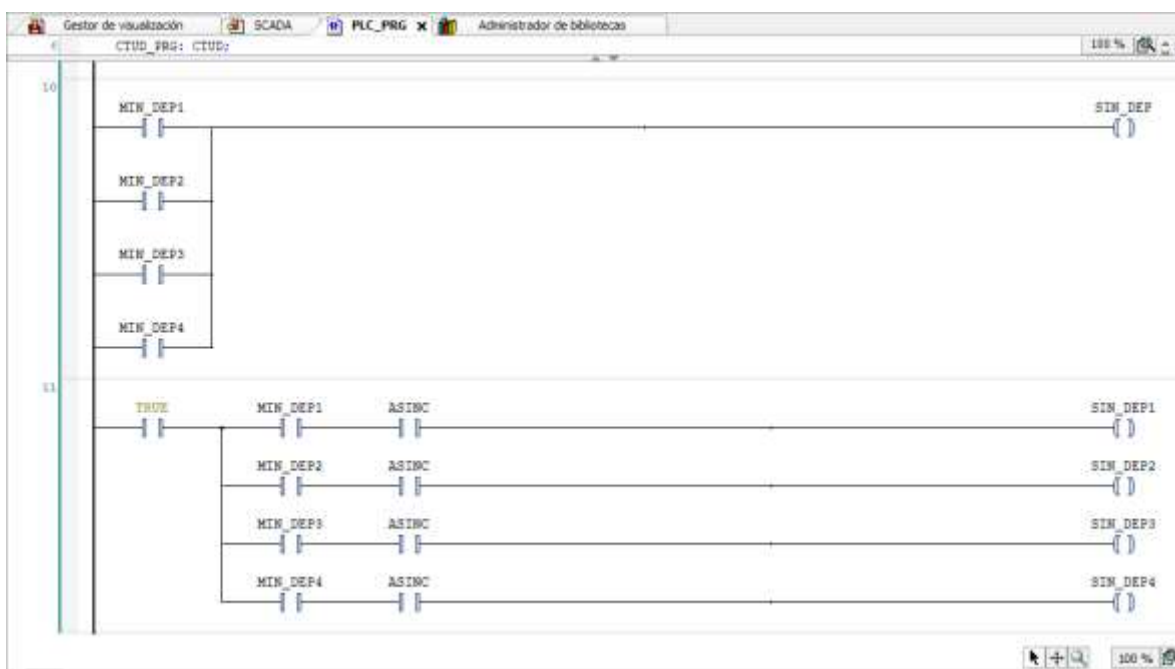 Gestor de visualización SCADA PLC_PRG x Administrador de bibliotecas
6 CTUD_PRG: CTUD; 100 %
10
MIN_DEP1 SIN_DEP
MIN_DEP2
MIN_DEP3
MIN_DEP4
11
TRUE MIN_DEP1 ASINC SIN_DEP1
MIN_DEP2 ASINC SIN_DEP2
MIN_DEP3 ASINC SIN_DEP3
MIN_DEP4 ASINC SIN_DEP4
100 %